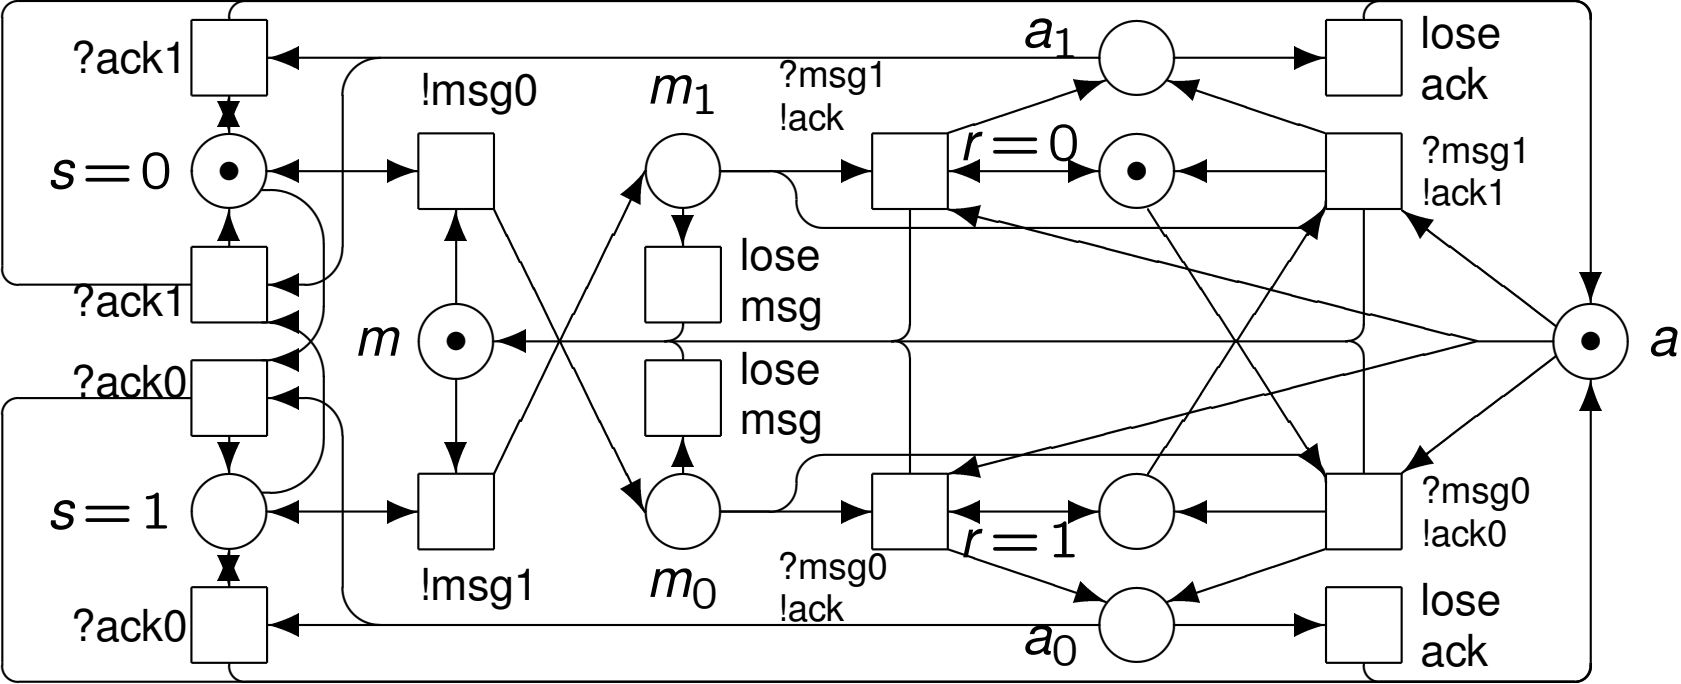 ?ack1
!msg0
m1
?msg1
!ack
a1
lose
ack
s=0
r=0
?msg1
!ack1
?ack1
lose
msg
m
a
?ack0
lose
msg
s=1
r=1
?msg0
!ack0
?ack0
!msg1
m0
?msg0
!ack
a0
lose
ack